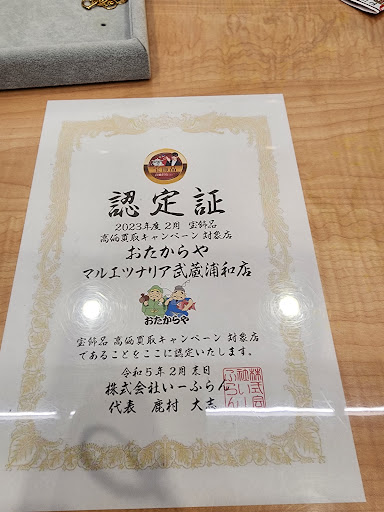 認定証
2023年度2月 宝飾品
高価買取キャンペーン対象店
おたからや
マルエツナリア武蔵浦和店
おたからや
宝飾品 高価買取キャンペーン 対象店
であることをここに認定いたします。
令和5年2月末日
株式会社いーふらん
代表 鹿村 大志